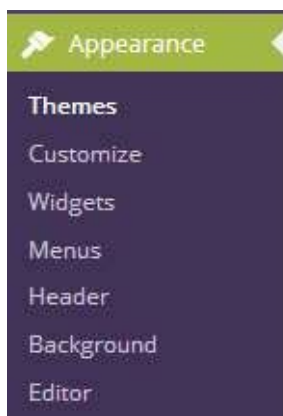 Appearance
Themes
Customize
Widgets
Menus
Header
Background
Editor